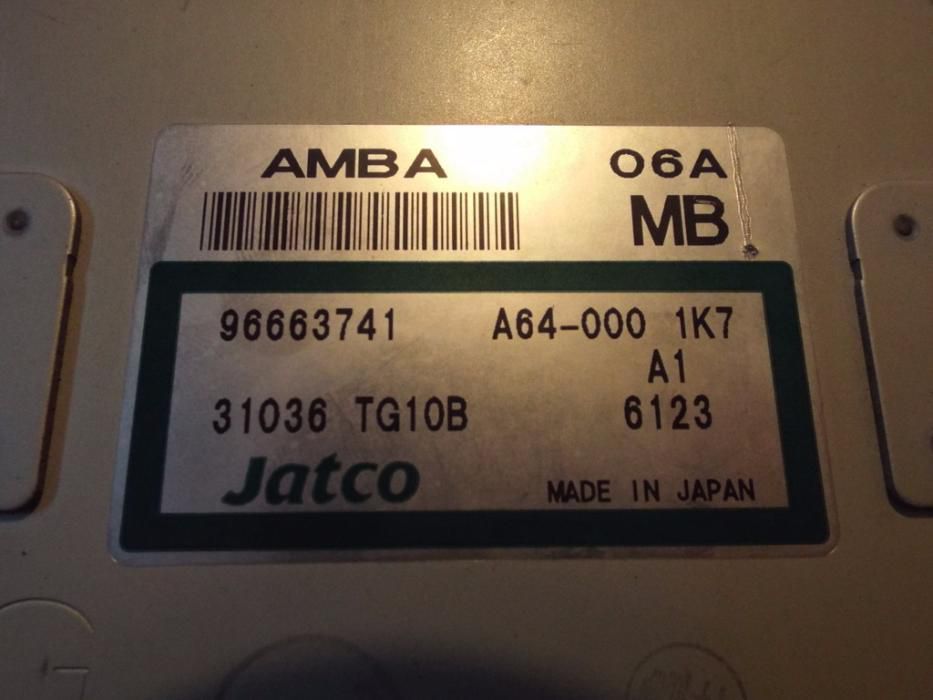 AMBA 06A
MB
96663741 A64-000 1K7
A1
31036 TG10B 6123
Jatco MADE IN JAPAN